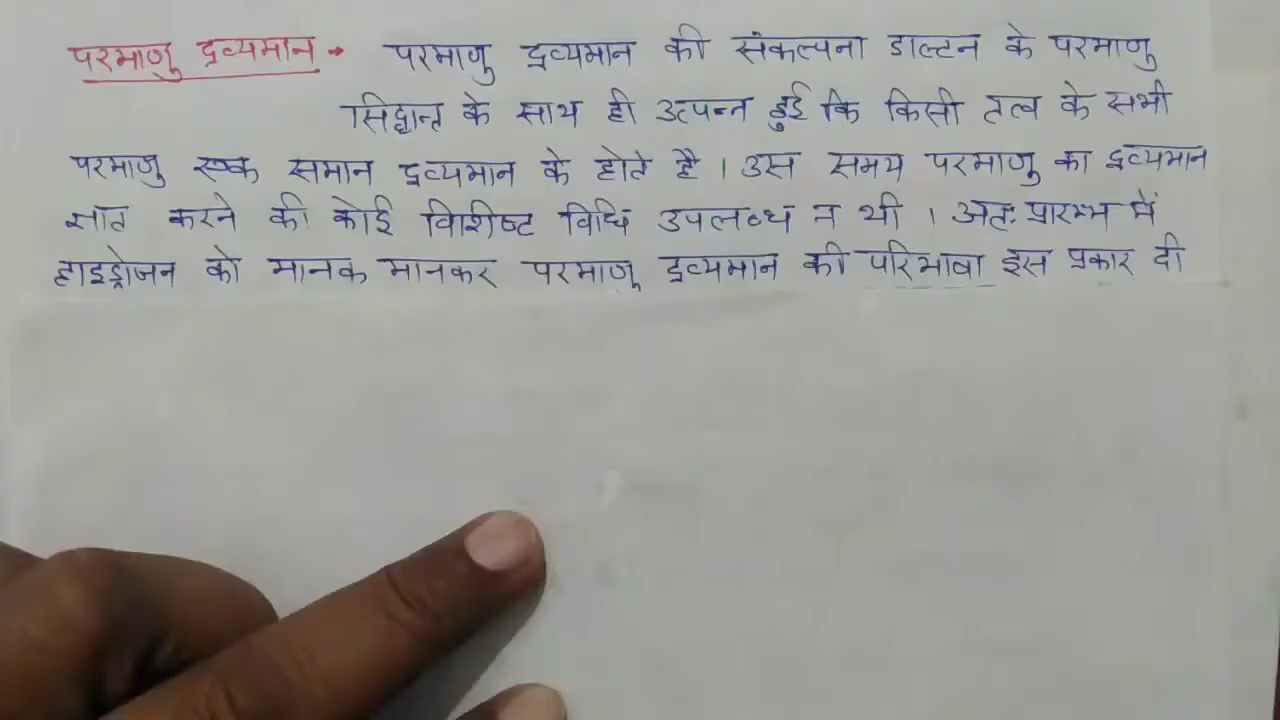 परमाणु द्रव्यमान → परमाणु द्रव्यमान की संकल्पना डाल्टन के परमाणु
सिद्धान्त के साथ ही उत्पन्न हुई कि किसी तत्व के सभी
परमाणु एक समान द्रव्यमान के होते है । उस समय परमाणु का द्रव्यमान
ज्ञात करने की कोई विशिष्ट विधि उपलब्ध न थी । अतः प्रारम्भ में
हाइड्रोजन को मानक मानकर परमाणु द्रव्यमान की परिभाषा इस प्रकार दी